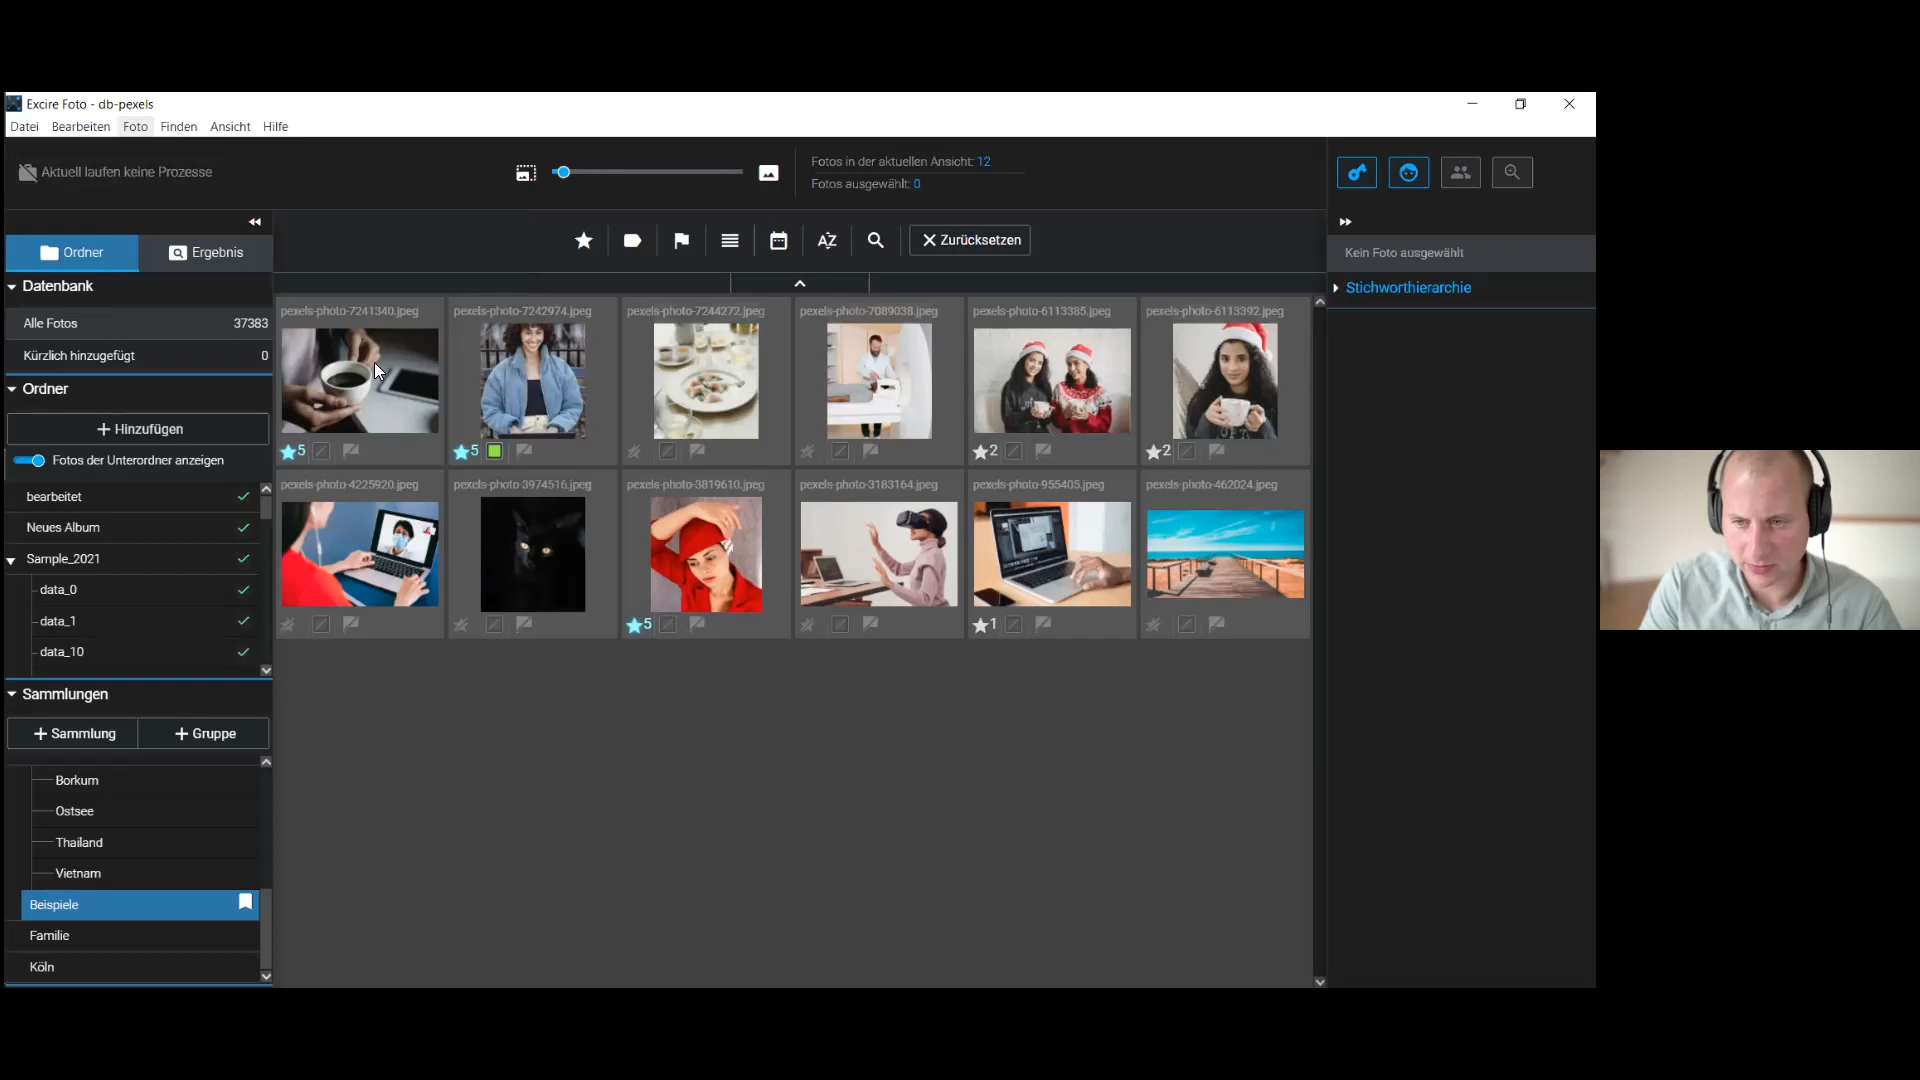 Excire Foto - db-pexels
Datei Bearbeiten Foto Finden Ansicht Hilfe
Aktuell laufen keine Prozesse
Fotos in der aktuellen Ansicht: 12
Fotos ausgewählt: 0
Ordner Ergebnis
Zurücksetzen
Kein Foto ausgewählt
Stichworthierarchie
Datenbank
Alle Fotos 37383
Kürzlich hinzugefügt 0
Ordner
Hinzufügen
Fotos der Unterordner anzeigen
bearbeitet
Neues Album
Sample_2021
data_0
data_1
data_10
Sammlungen
Sammlung Gruppe
Borkum
Ostsee
Thailand
Vietnam
Beispiele
Familie
Köln
pexels-photo-7241340.jpeg pexels-photo-7242974.jpeg pexels-photo-7244272.jpeg pexels-photo-7089038.jpeg pexels-photo-6113385.jpeg pexels-photo-6113392.jpeg
5 5 2 2
pexels-photo-4225920.jpeg pexels-photo-3974516.jpeg pexels-photo-3819610.jpeg pexels-photo-3183164.jpeg pexels-photo-955405.jpeg pexels-photo-462024.jpeg
5 1